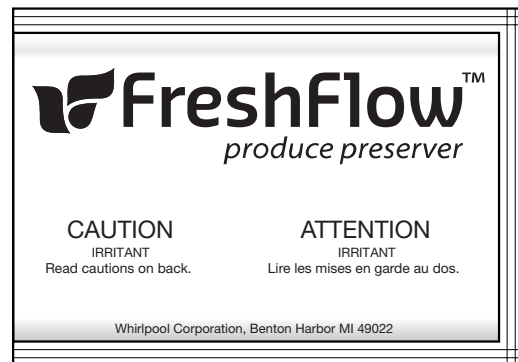 FreshFlow™
produce preserver
CAUTION
IRRITANT
Read cautions on back.
ATTENTION
IRRITANT
Lire les mises en garde au dos.
Whirlpool Corporation, Benton Harbor MI 49022